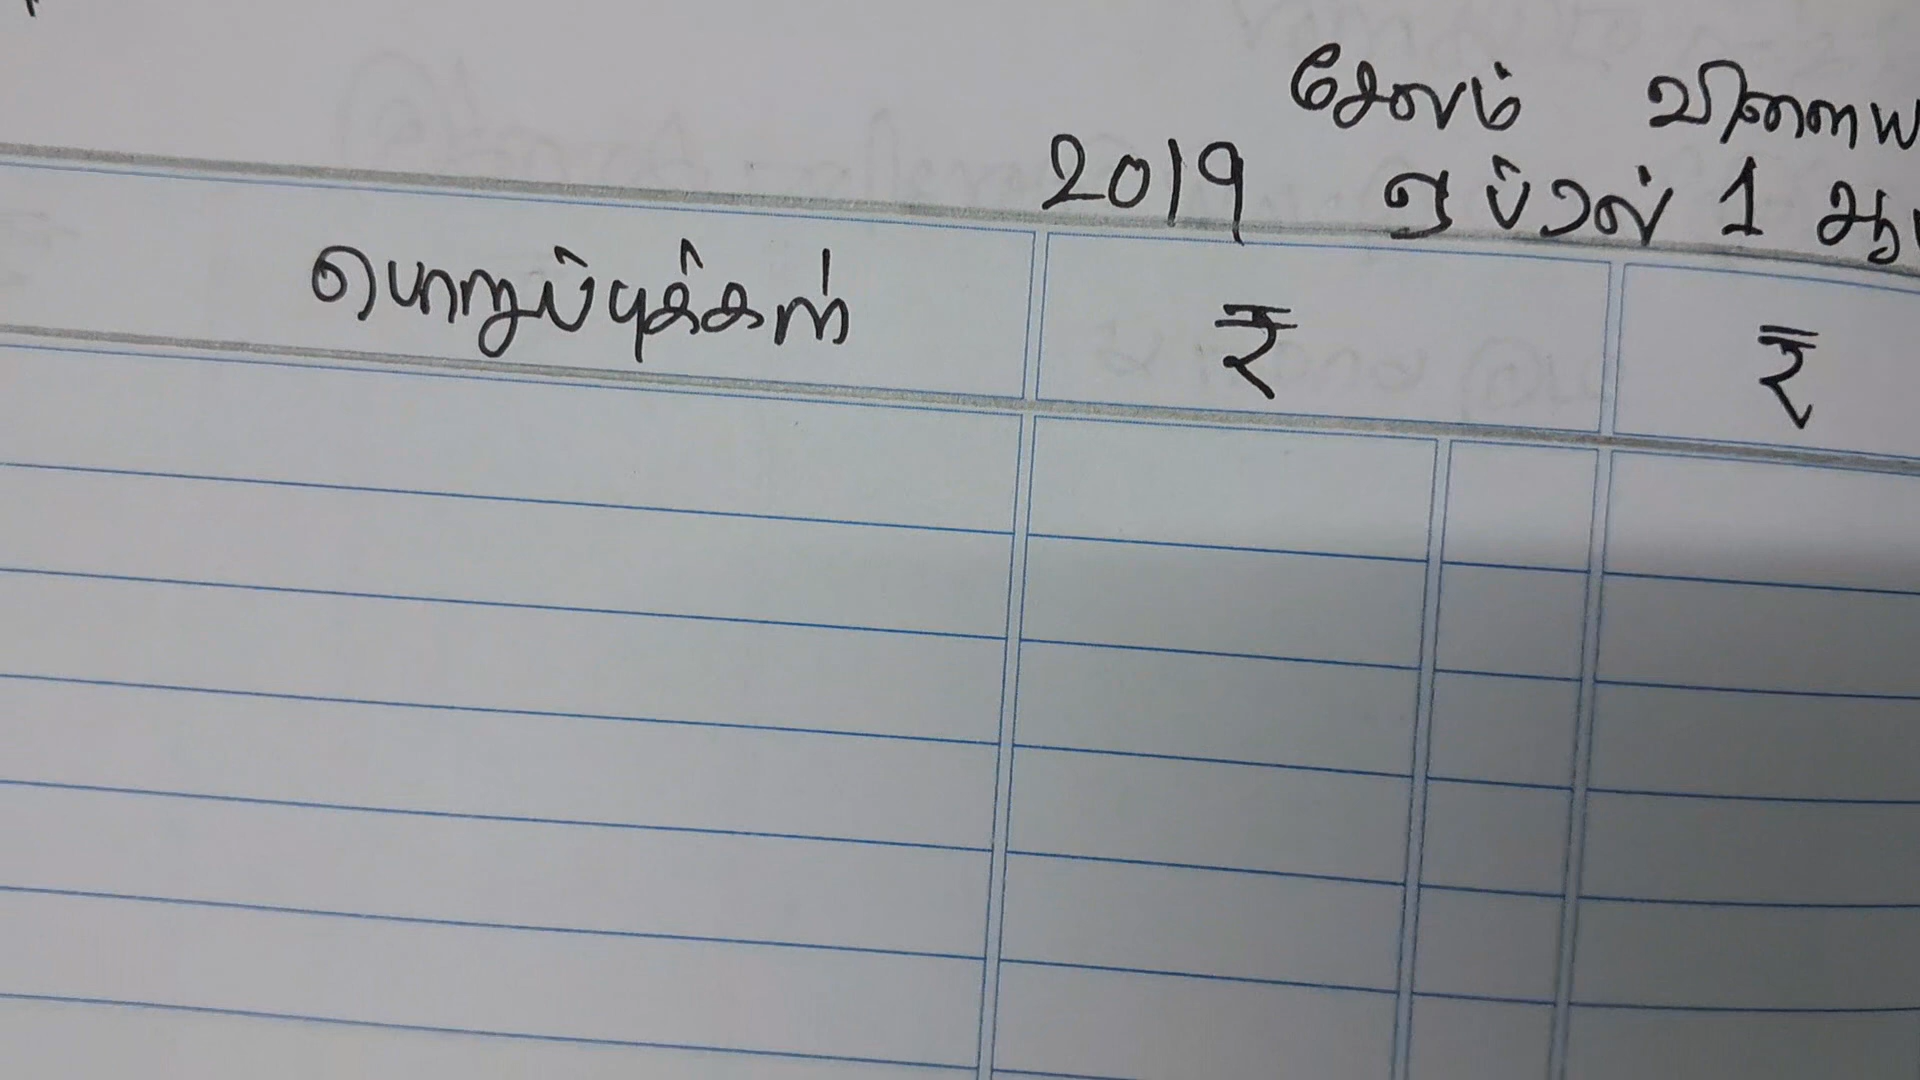 சேலம் விளைய
2019 ஏப்ரல் 1 ஆ
பொறுப்புக்கள் ₹ ₹